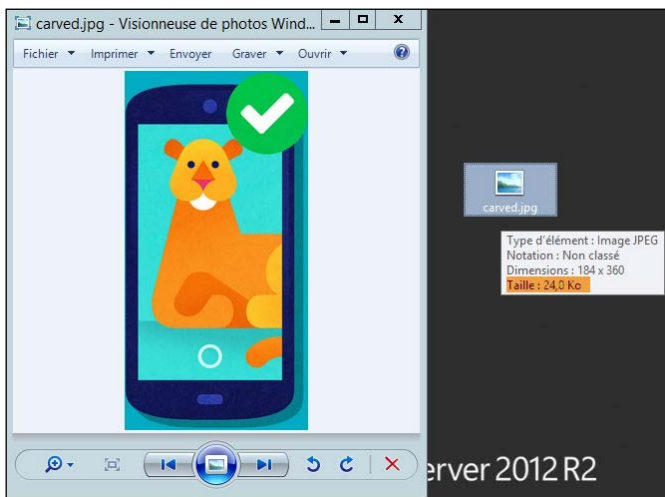 carved.jpg - Visionneuse de photos Wind...
Fichier Imprimer Envoyer Graver Ouvrir
carved.jpg
Type d'élément : Image JPEG
Notation : Non classé
Dimensions : 184 x 360
Taille : 24,0 Ko
erver 2012 R2